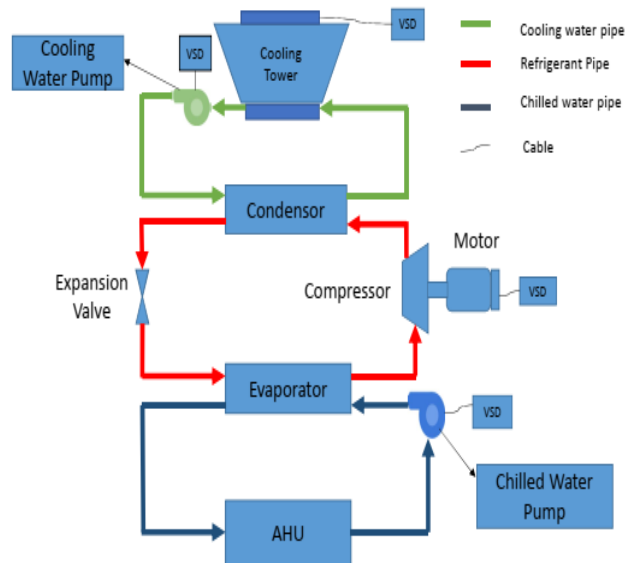 Cooling
Water Pump
VSD
Cooling
Tower
VSD
Cooling water pipe
Refrigerant Pipe
Chilled water pipe
Cable
Condensor
Expansion
Valve
Compressor
Motor
VSD
Evaporator
VSD
AHU
Chilled Water
Pump